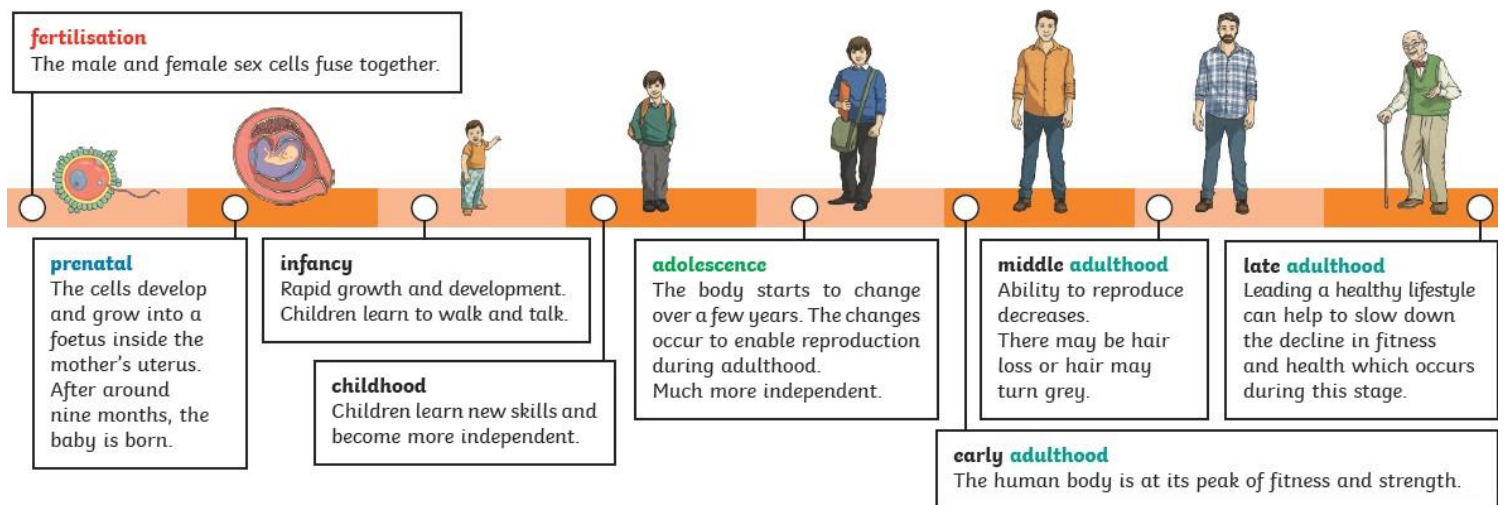 fertilisation
The male and female sex cells fuse together.
prenatal
The cells develop
and grow into a
foetus inside the
mother's uterus.
After around
nine months, the
baby is born.
infancy
Rapid growth and development.
Children learn to walk and talk.
childhood
Children learn new skills and
become more independent.
adolescence
The body starts to change
over a few years. The changes
occur to enable reproduction
during adulthood.
Much more independent.
early adulthood
The human body is at its peak of fitness and strength.
middle adulthood
Ability to reproduce
decreases.
There may be hair
loss or hair may
turn grey.
late adulthood
Leading a healthy lifestyle
can help to slow down
the decline in fitness
and health which occurs
during this stage.